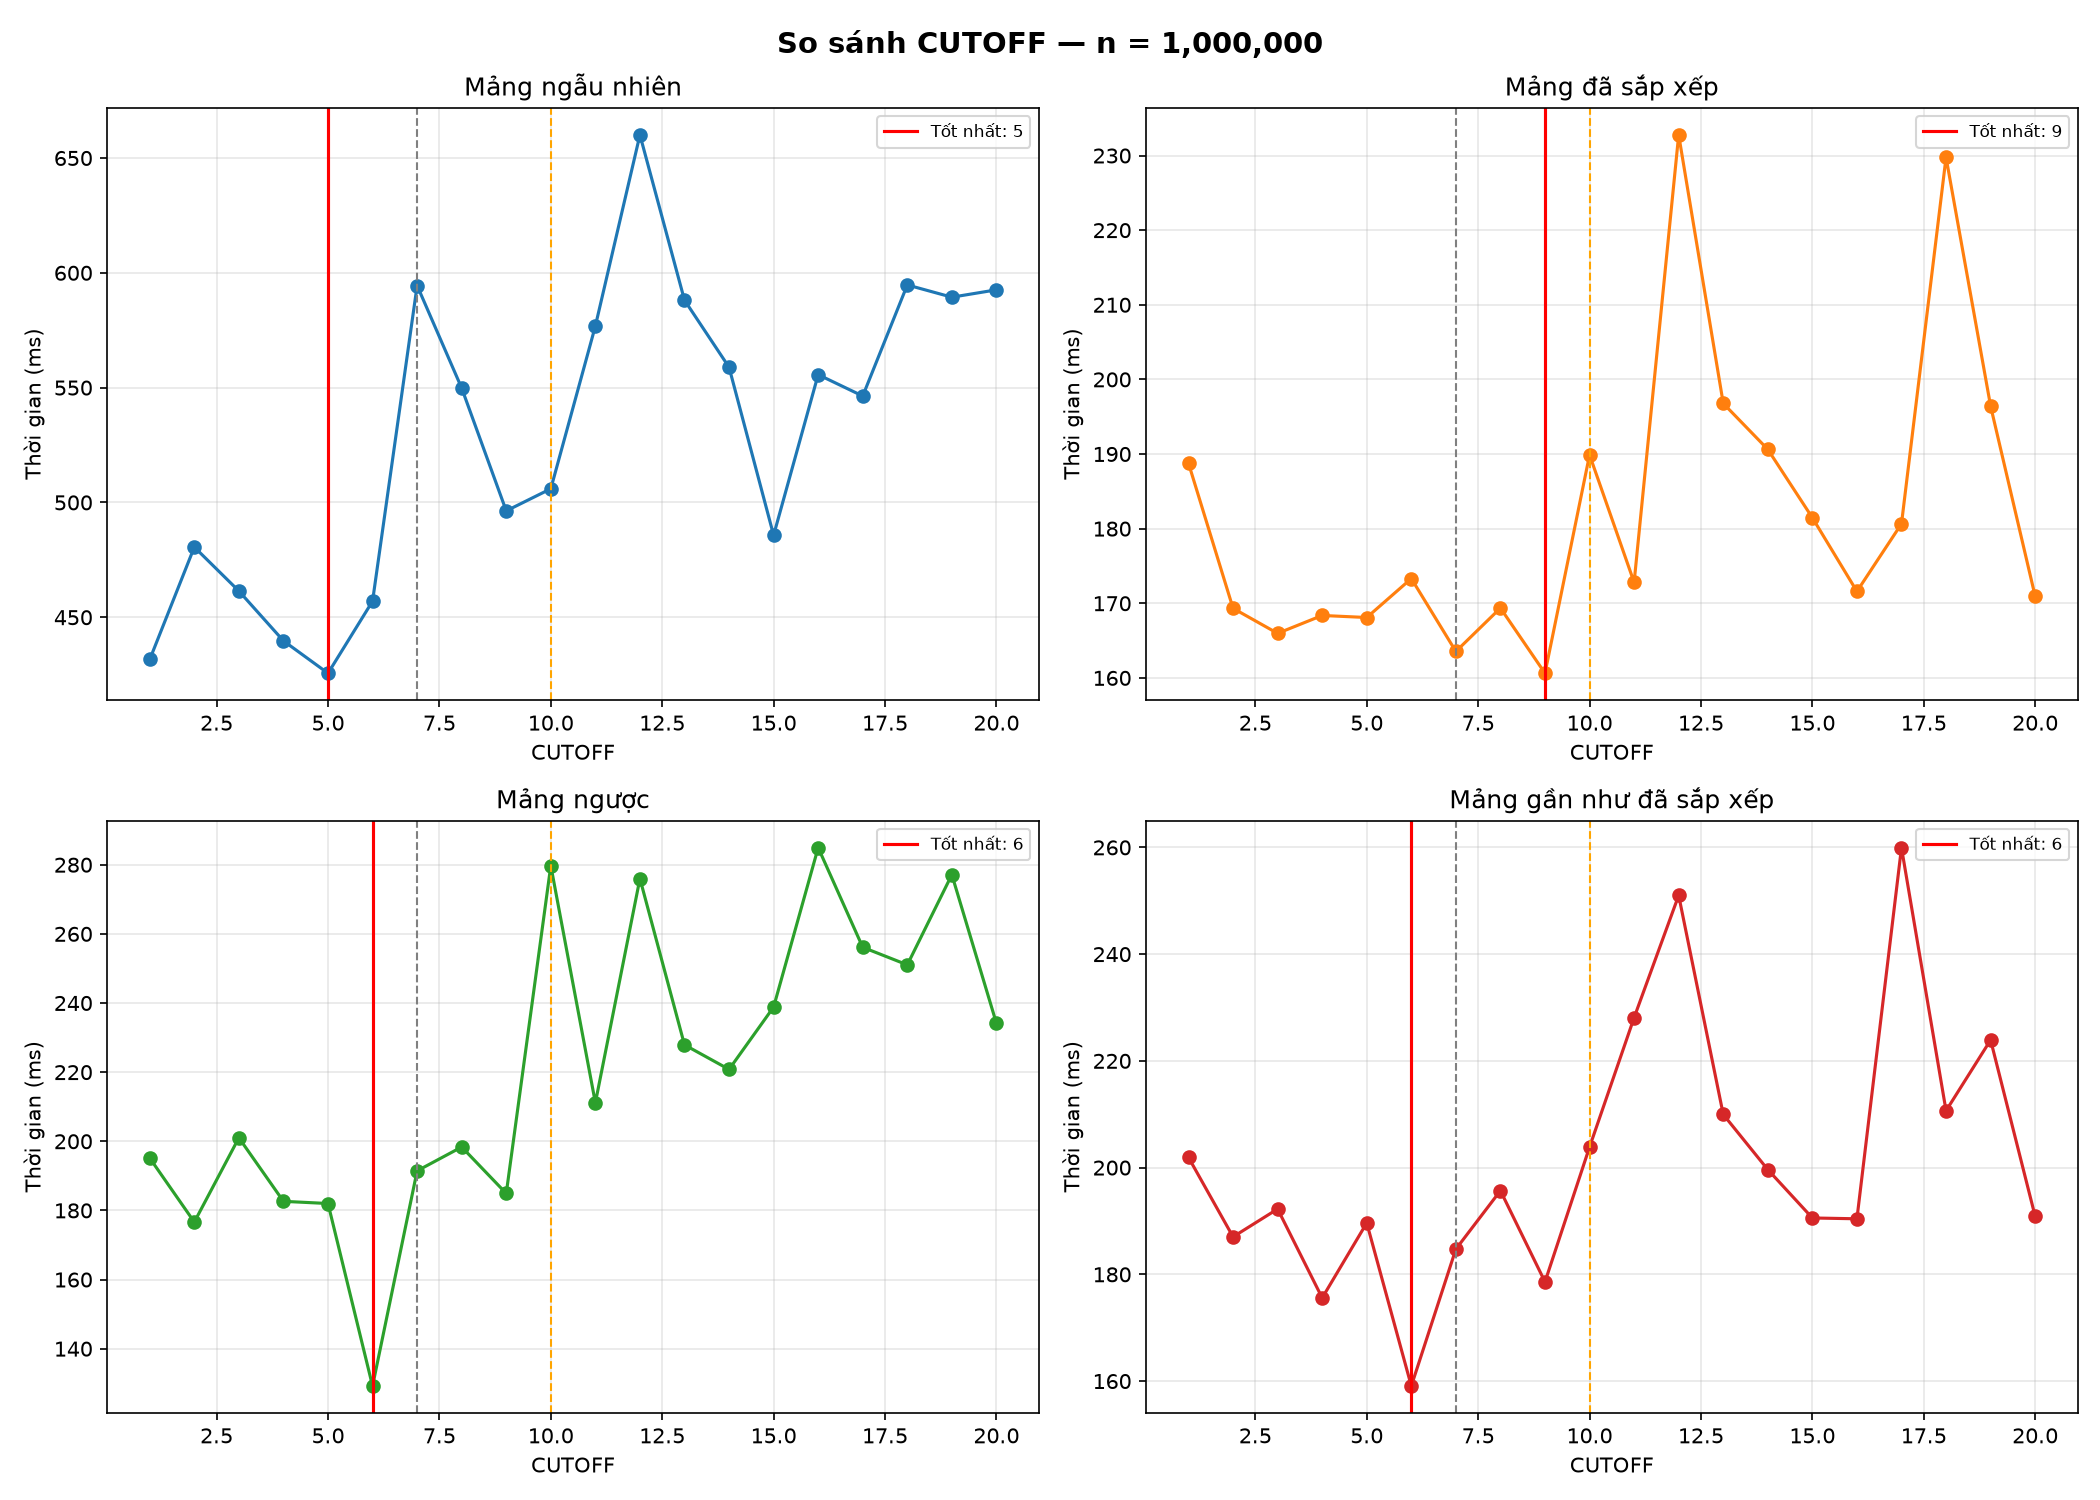 So sánh CUTOFF — n = 1,000,000
Mảng ngẫu nhiên
Tốt nhất: 5
Thời gian (ms)
650
600
550
500
450
2.5 5.0 7.5 10.0 12.5 15.0 17.5 20.0
CUTOFF
Mảng đã sắp xếp
Tốt nhất: 9
Thời gian (ms)
230
220
210
200
190
180
170
160
2.5 5.0 7.5 10.0 12.5 15.0 17.5 20.0
CUTOFF
Mảng ngược
Tốt nhất: 6
Thời gian (ms)
280
260
240
220
200
180
160
140
2.5 5.0 7.5 10.0 12.5 15.0 17.5 20.0
CUTOFF
Mảng gần như đã sắp xếp
Tốt nhất: 6
Thời gian (ms)
260
240
220
200
180
160
2.5 5.0 7.5 10.0 12.5 15.0 17.5 20.0
CUTOFF